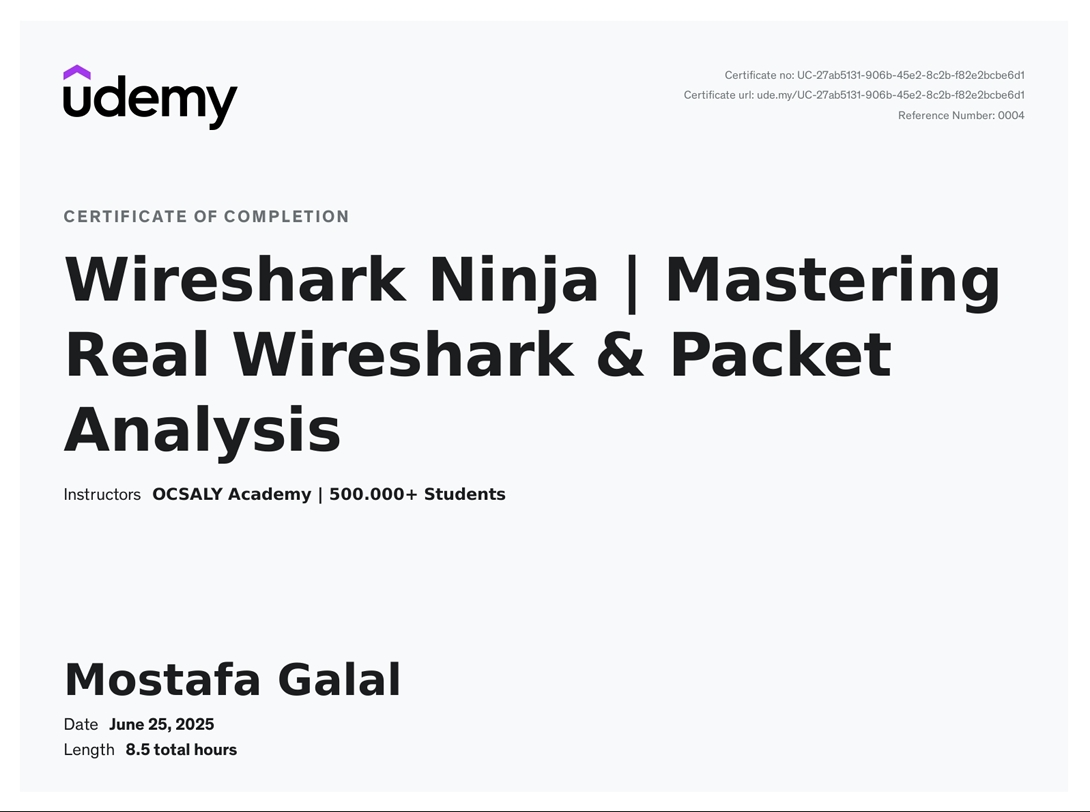 udemy
Certificate no: UC-27ab5131-906b-45e2-8c2b-f82e2bcbe6d1
Certificate url: ude.my/UC-27ab5131-906b-45e2-8c2b-f82e2bcbe6d1
Reference Number: 0004
CERTIFICATE OF COMPLETION
Wireshark Ninja | Mastering
Real Wireshark & Packet
Analysis
Instructors OCSALY Academy | 500.000+ Students
Mostafa Galal
Date June 25, 2025
Length 8.5 total hours